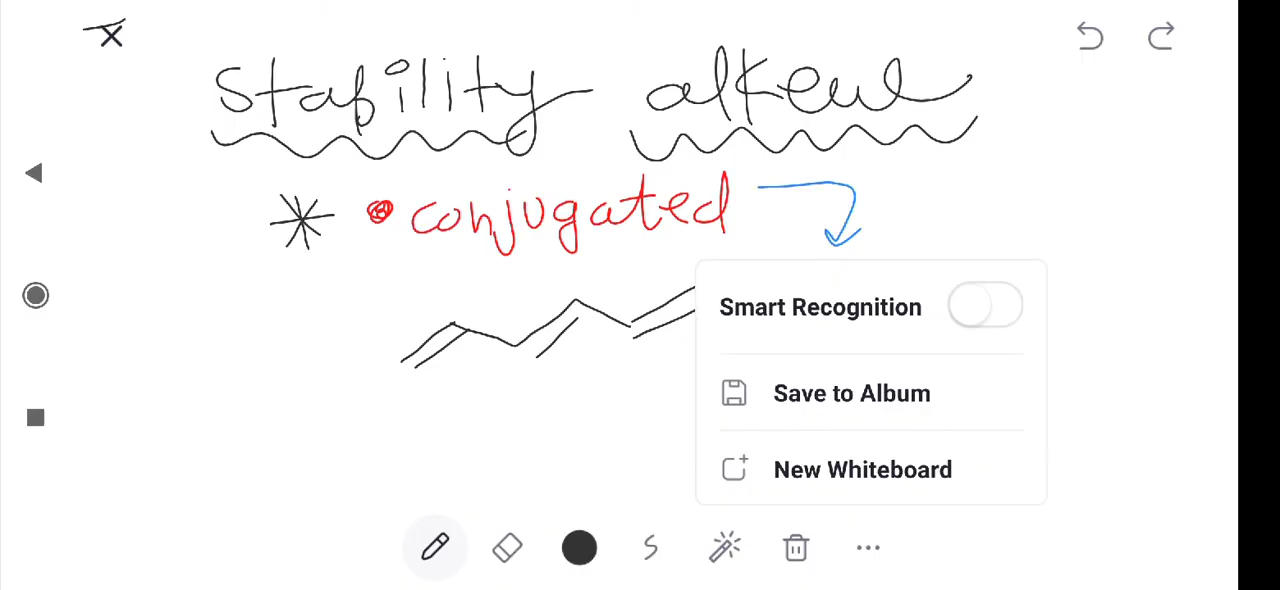 stability alkene
* • conjugated
Smart Recognition
Save to Album
New Whiteboard